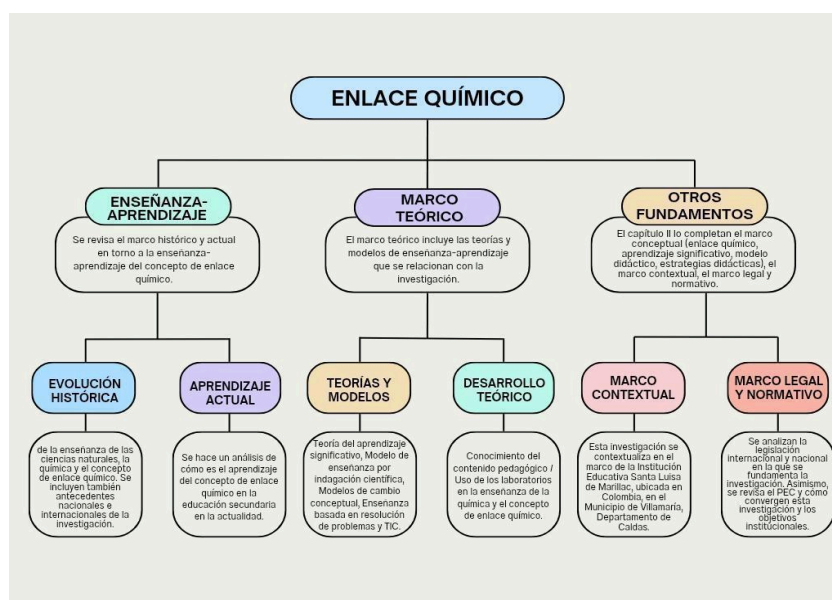 ENLACE QUÍMICO
ENSEÑANZA-
APRENDIZAJE
Se revisa el marco histórico y actual
en torno a la enseñanza-
aprendizaje del concepto de enlace
químico.
MARCO
TEÓRICO
El marco teórico incluye las teorías y
modelos de enseñanza-aprendizaje
que se relacionan con la
investigación.
OTROS
FUNDAMENTOS
El capítulo II lo completan el marco
conceptual (enlace químico,
aprendizaje significativo, modelo
didáctico, estrategias didácticas), el
marco contextual, el marco legal y
normativo.
EVOLUCIÓN
HISTÓRICA
de la enseñanza de las
ciencias naturales, la
química y el concepto
de enlace químico. Se
incluyen también
antecedentes
nacionales e
internacionales de la
investigación.
APRENDIZAJE
ACTUAL
Se hace un análisis de
cómo es el aprendizaje
del concepto de enlace
químico en la
educación secundaria
en la actualidad.
TEORÍAS Y
MODELOS
Teoría del aprendizaje
significativo, Modelo de
enseñanza por
indagación científica,
Modelos de cambio
conceptual, Enseñanza
basada en resolución
de problemas y TIC.
DESARROLLO
TEÓRICO
Conocimiento del
contenido pedagógico /
Uso de los laboratorios
en la enseñanza de la
química y el concepto
de enlace químico.
MARCO
CONTEXTUAL
Esta investigación se
contextualiza en el
marco de la Institución
Educativa Santa Luisa
de Marillac, ubicada en
Colombia, en el
Municipio de Villamaría,
Departamento de
Caldas.
MARCO LEGAL
Y NORMATIVO
Se analizan la
legislación
internacional y nacional
en la que se
fundamenta la
investigación. Asimismo,
se revisa el PEC y cómo
convergen esta
investigación y los
objetivos
institucionales.